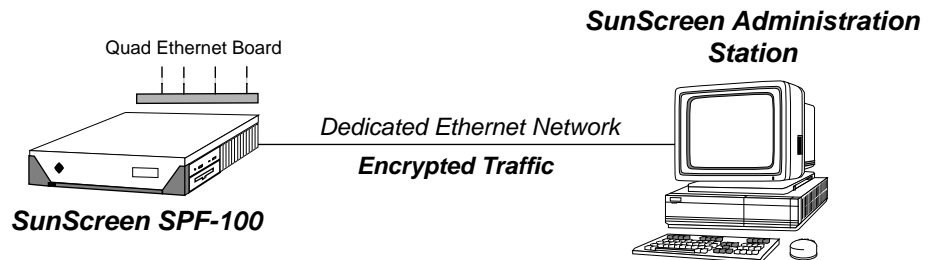 SunScreen Administration
Station
Quad Ethernet Board
Dedicated Ethernet Network
Encrypted Traffic
SunScreen SPF-100